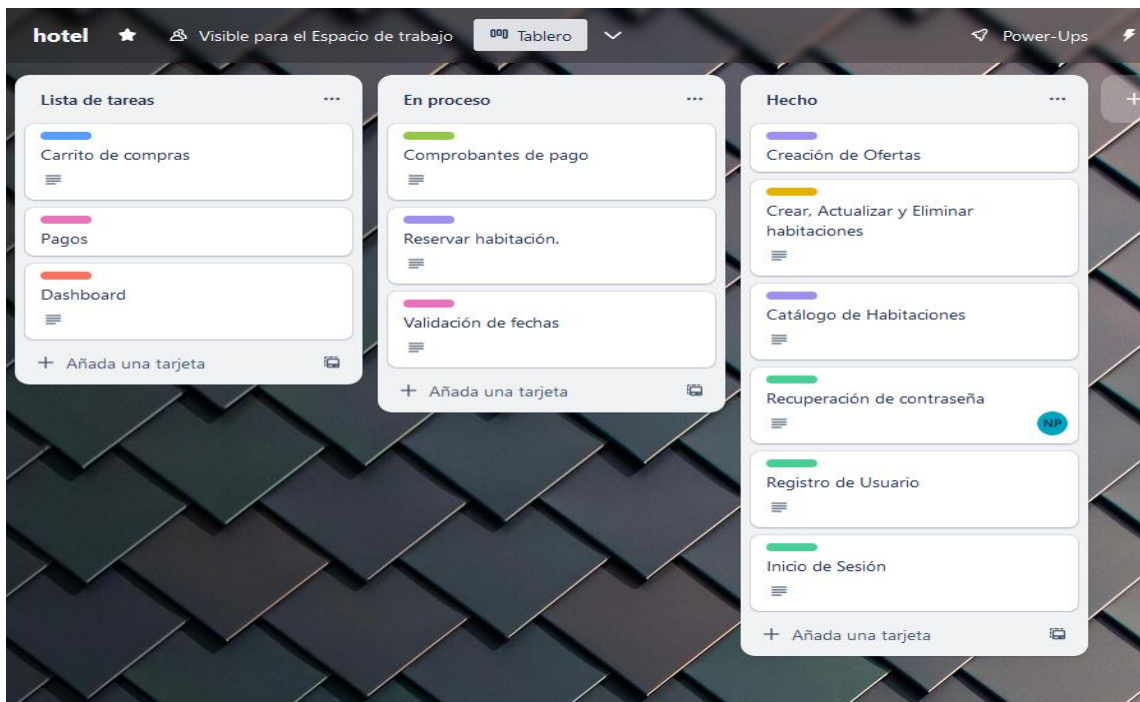 hotel
Visible para el Espacio de trabajo
Tablero
Power-Ups
Lista de tareas
Carrito de compras
Pagos
Dashboard
Añada una tarjeta
En proceso
Comprobantes de pago
Reservar habitación.
Validación de fechas
Añada una tarjeta
Hecho
Creación de Ofertas
Crear, Actualizar y Eliminar
habitaciones
Catálogo de Habitaciones
Recuperación de contraseña
NP
Registro de Usuario
Inicio de Sesión
Añada una tarjeta